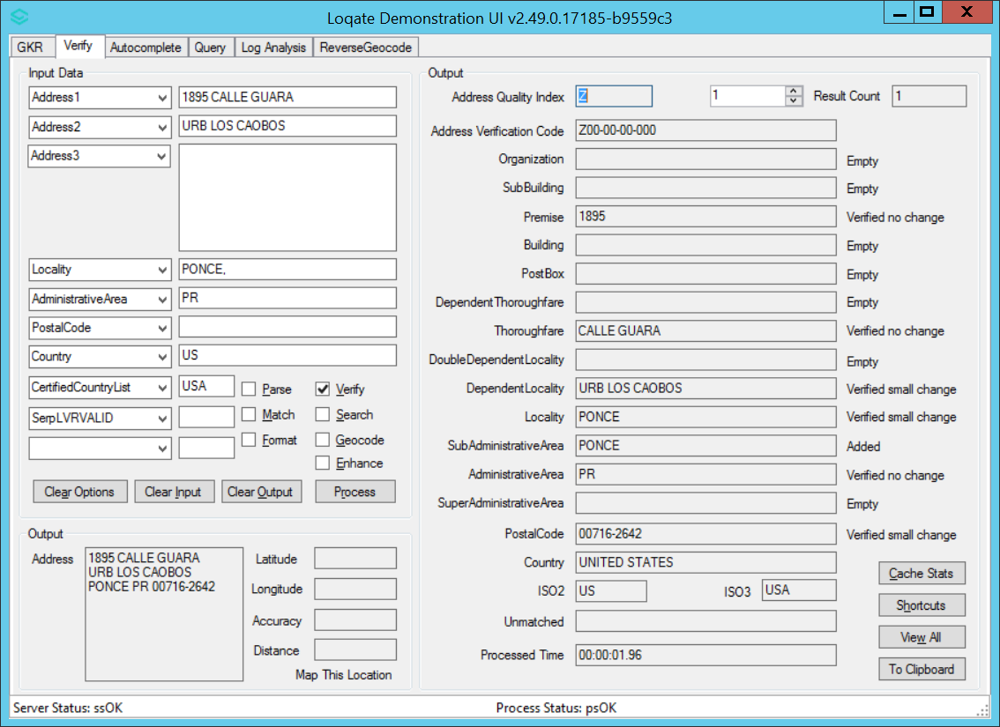 Loqate Demonstration UI v2.49.0.17185-b9559c3
GKR Verify Autocomplete Query Log Analysis ReverseGeocode
Input Data
Address1 1895 CALLE GUARA
Address2 URB LOS CAOBOS
Address3
Locality PONCE,
AdministrativeArea PR
PostalCode
Country US
CertifiedCountryList USA Parse Verify
SerpLVRVALID Match Search
Format Geocode
Enhance
Clear Options Clear Input Clear Output Process
Output
Address 1895 CALLE GUARA
URB LOS CAOBOS
PONCE PR 00716-2642
Latitude
Longitude
Accuracy
Distance
Map This Location
Output
Address Quality Index Z 1 Result Count 1
Address Verification Code Z00-00-00-000
Organization Empty
SubBuilding Empty
Premise 1895 Verified no change
Building Empty
PostBox Empty
DependentThoroughfare Empty
Thoroughfare CALLE GUARA Verified no change
DoubleDependentLocality Empty
DependentLocality URB LOS CAOBOS Verified small change
Locality PONCE Verified small change
SubAdministrativeArea PONCE Added
AdministrativeArea PR Verified no change
SuperAdministrativeArea Empty
PostalCode 00716-2642 Verified small change
Country UNITED STATES
ISO2 US ISO3 USA
Unmatched
Processed Time 00:00:01.96
Cache Stats
Shortcuts
View All
To Clipboard
Server Status: ssOK Process Status: psOK